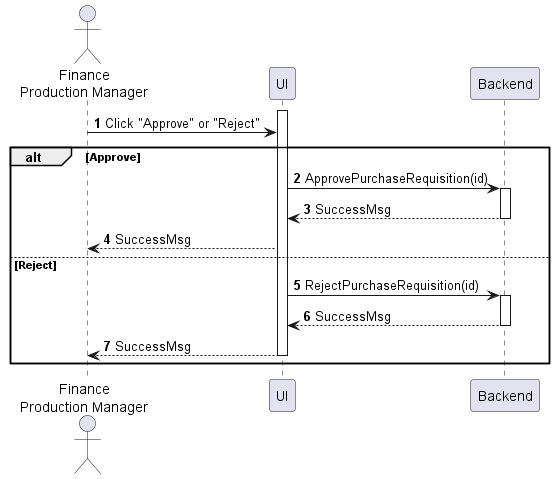 Finance
Production Manager
UI
Backend
1 Click "Approve" or "Reject"
alt [Approve]
2 ApprovePurchaseRequisition(id)
3 SuccessMsg
4 SuccessMsg
[Reject]
5 RejectPurchaseRequisition(id)
6 SuccessMsg
7 SuccessMsg
Finance
Production Manager
UI
Backend